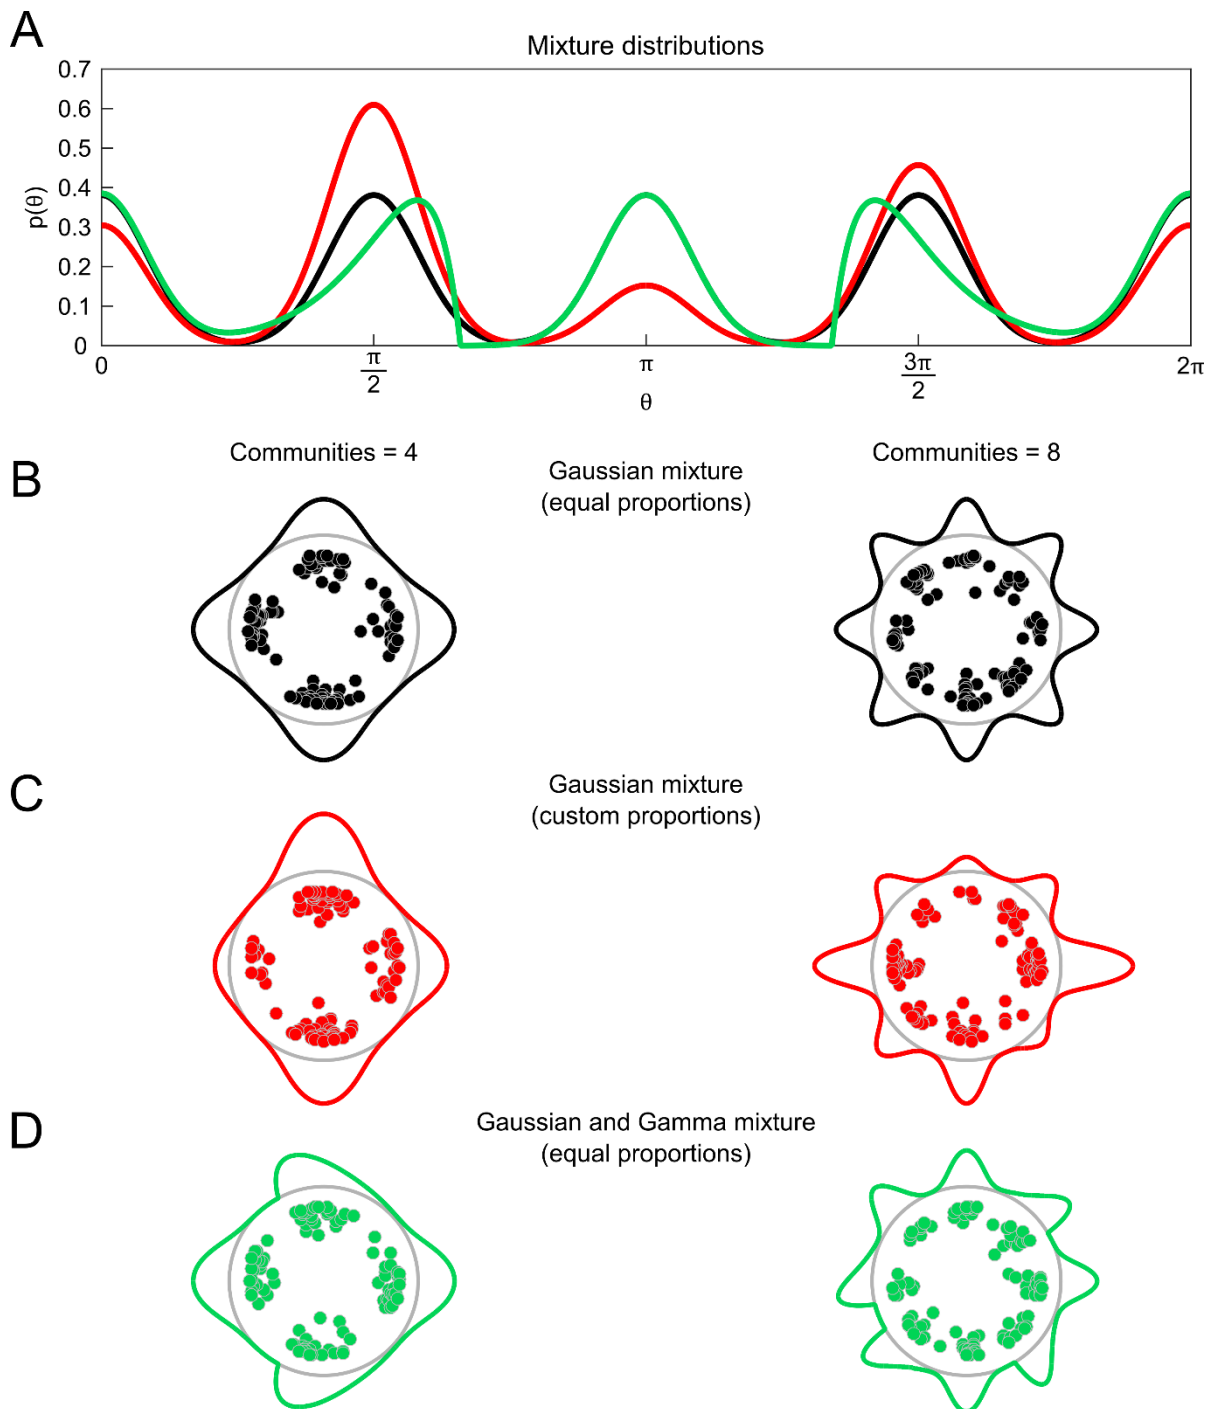 A
Mixture distributions
0.7
0.6
0.5
0.4
0.3
0.2
0.1
0
p(θ)
0
π
2
π
3π
2
2π
θ
B
Communities = 4
Communities = 8
Gaussian mixture
(equal proportions)
C
Gaussian mixture
(custom proportions)
D
Gaussian and Gamma mixture
(equal proportions)